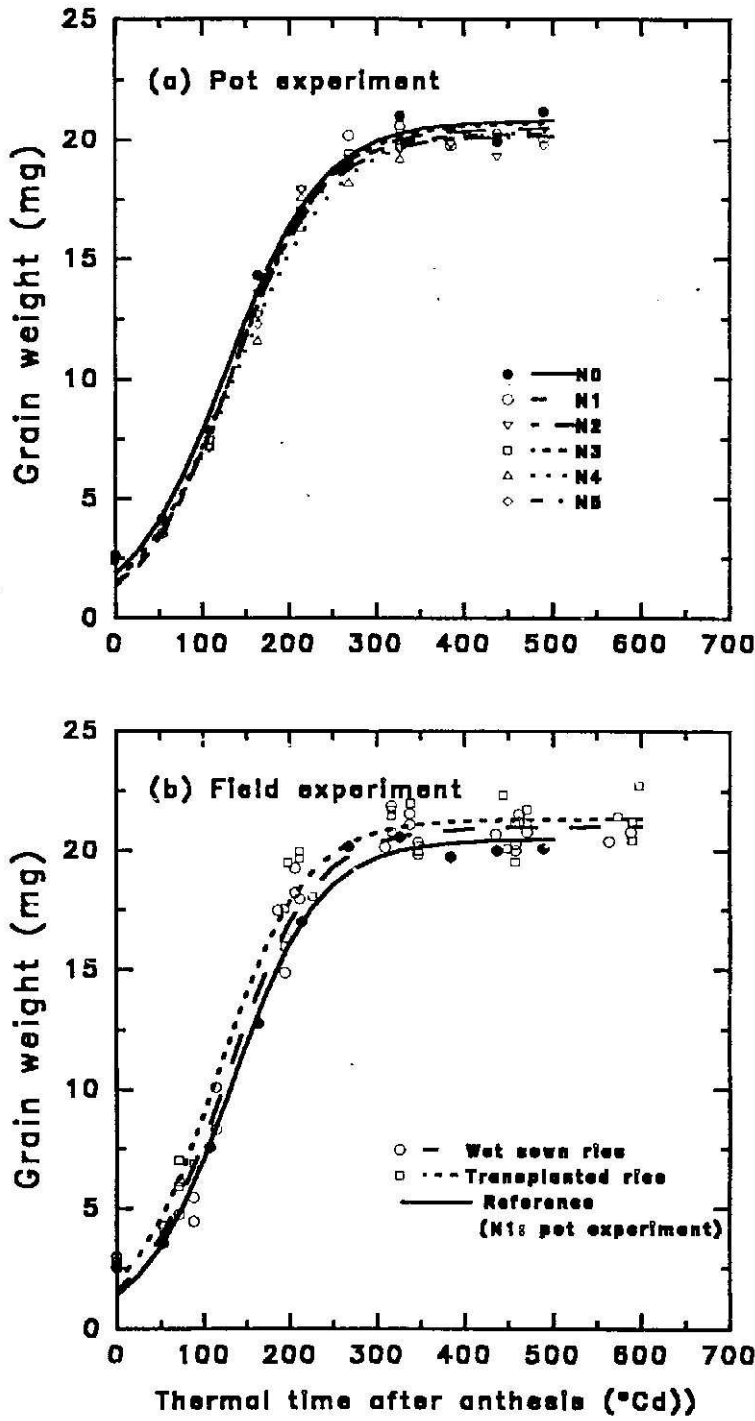 25
20
15
10
5
0
Grain weight (mg)
(a) Pot experiment
N0
N1
N2
N3
N4
N5
0 100 200 300 400 500 600 700
25
20
15
10
5
0
Grain weight (mg)
(b) Field experiment
Wet sown rice
Transplanted rice
Reference
(N1: pot experiment)
0 100 200 300 400 500 600 700
Thermal time after anthesis (°Cd))